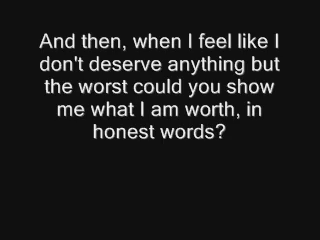 And then, when I feel like I
don't deserve anything but
the worst could you show
me what I am worth, in
honest words?